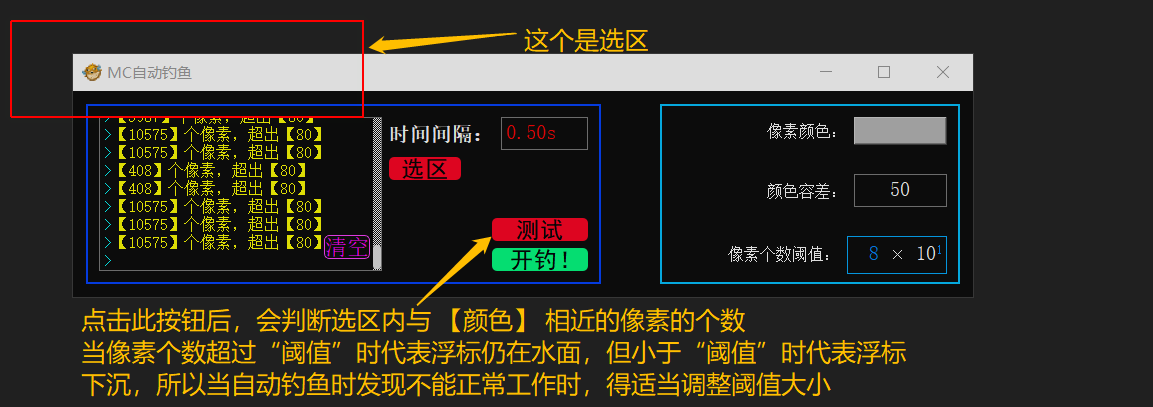 这个是选区
MC自动钓鱼
>【3987】个像素，超出【80】
>【10575】个像素，超出【80】
>【10575】个像素，超出【80】
>【408】个像素，超出【80】
>【408】个像素，超出【80】
>【10575】个像素，超出【80】
>【10575】个像素，超出【80】
>【10575】个像素，超出【80】
>
清空
时间间隔： 0.50s
选区
测试
开钓！
像素颜色：
颜色容差： 50
像素个数阈值： 8 × 10¹
点击此按钮后，会判断选区内与 【颜色】 相近的像素的个数
当像素个数超过“阈值”时代表浮标仍在水面，但小于“阈值”时代表浮标
下沉，所以当自动钓鱼时发现不能正常工作时，得适当调整阈值大小